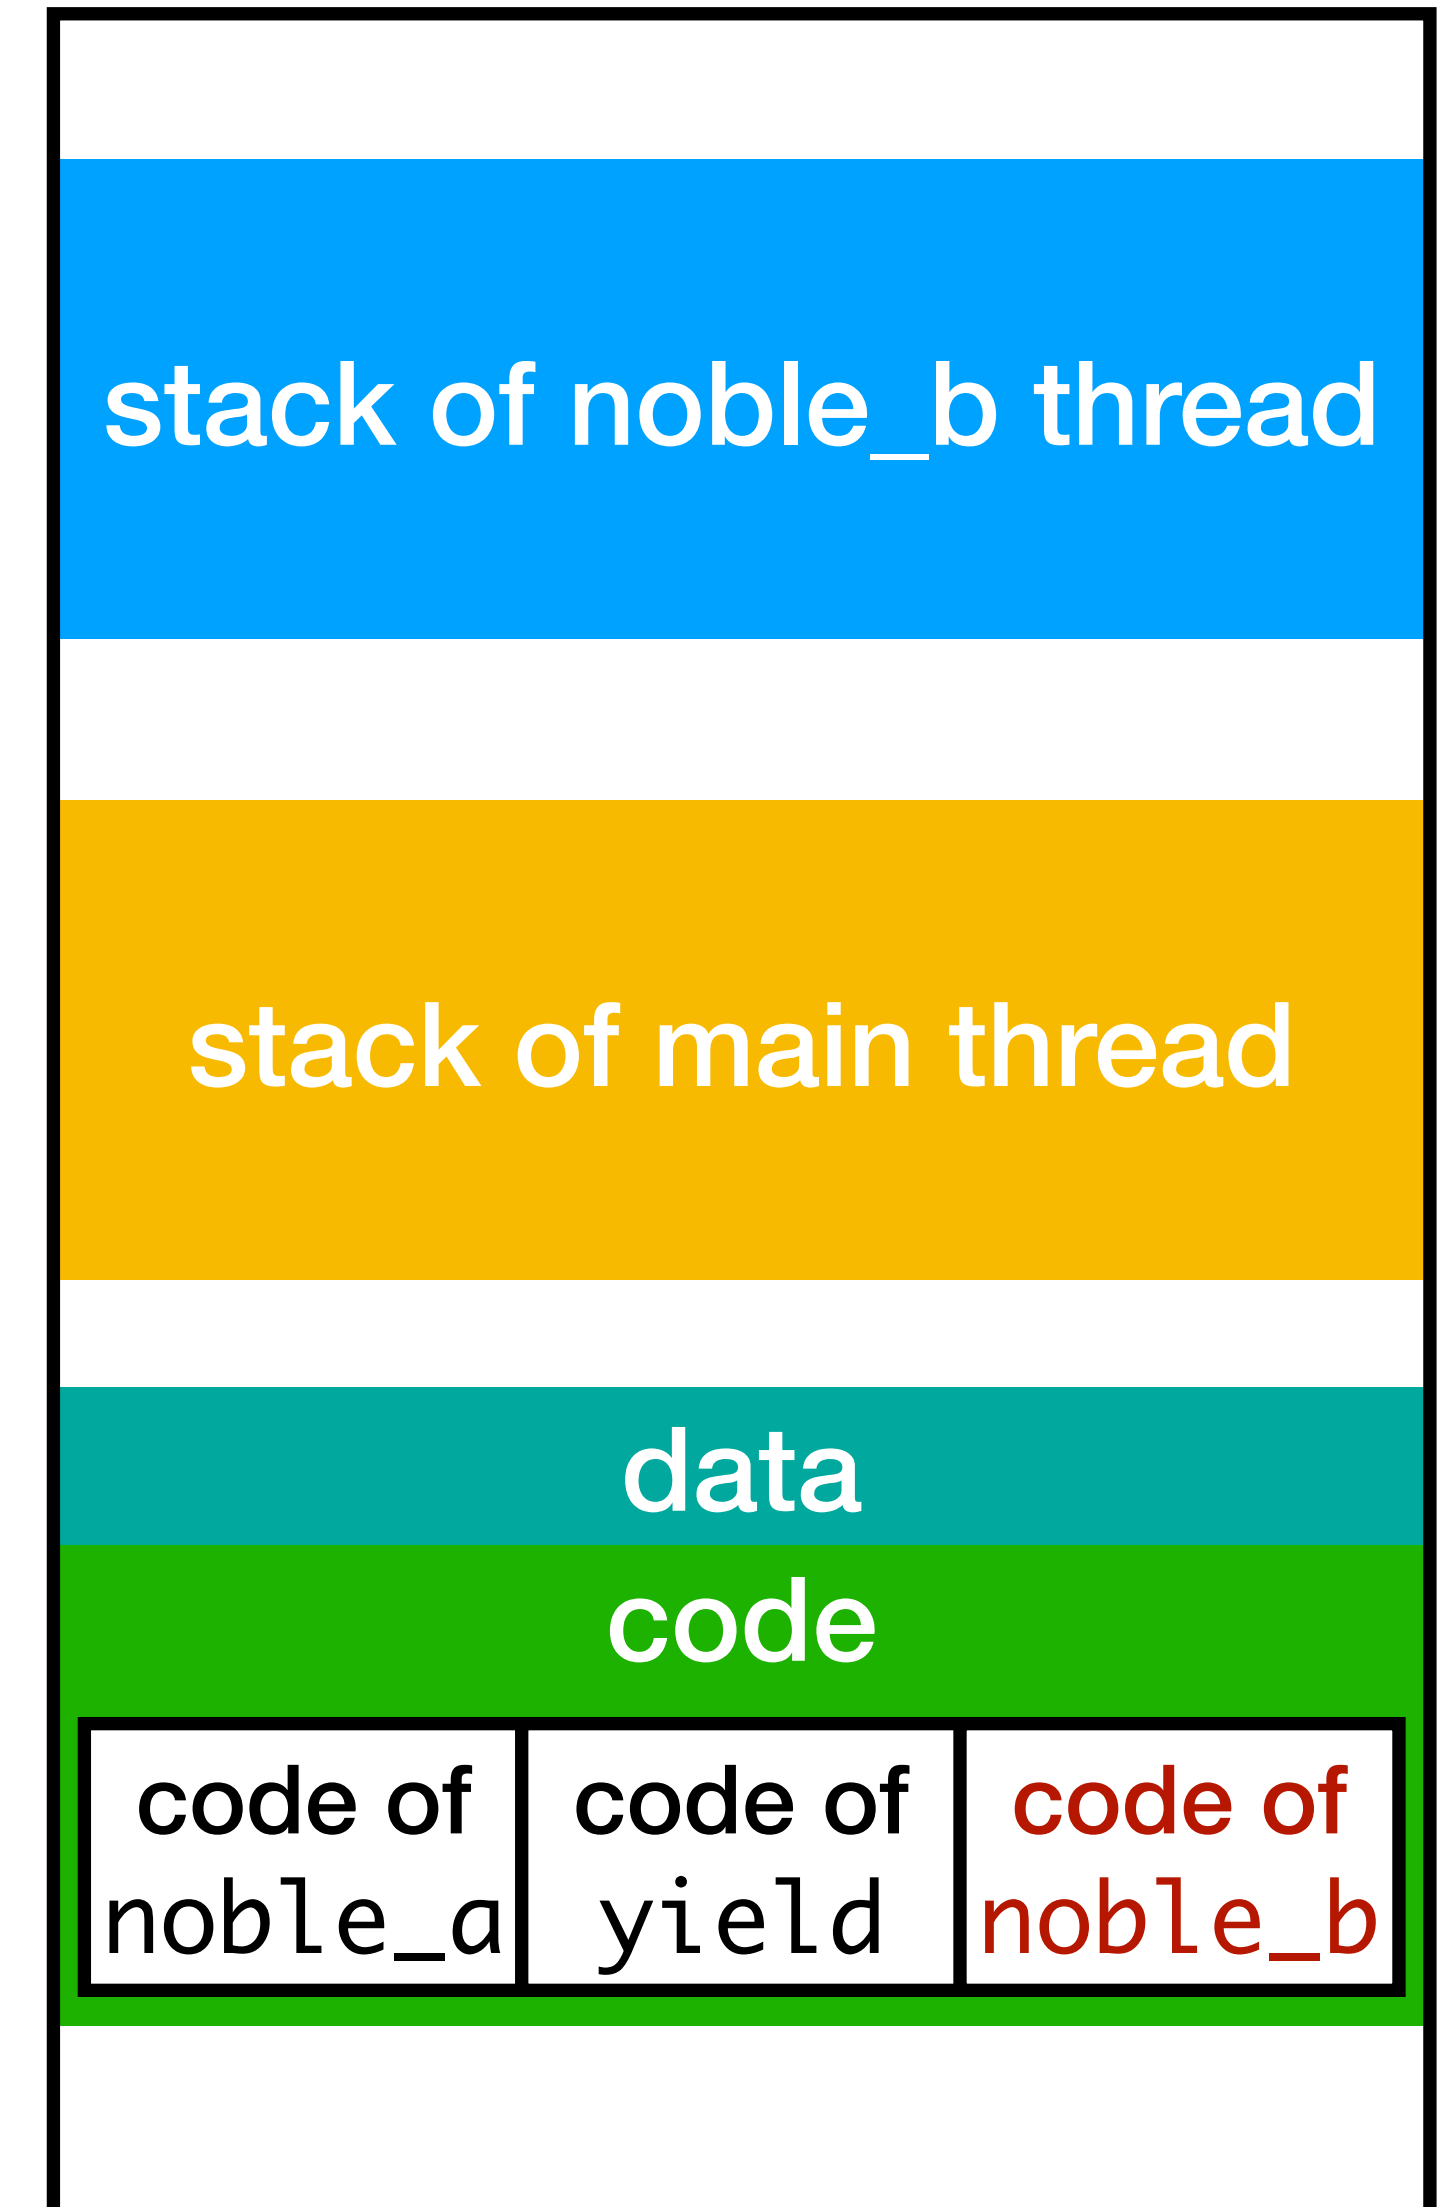 stack of noble_b thread
stack of main thread
data
code
code of
noble_a
code of
yield
code of
noble_b